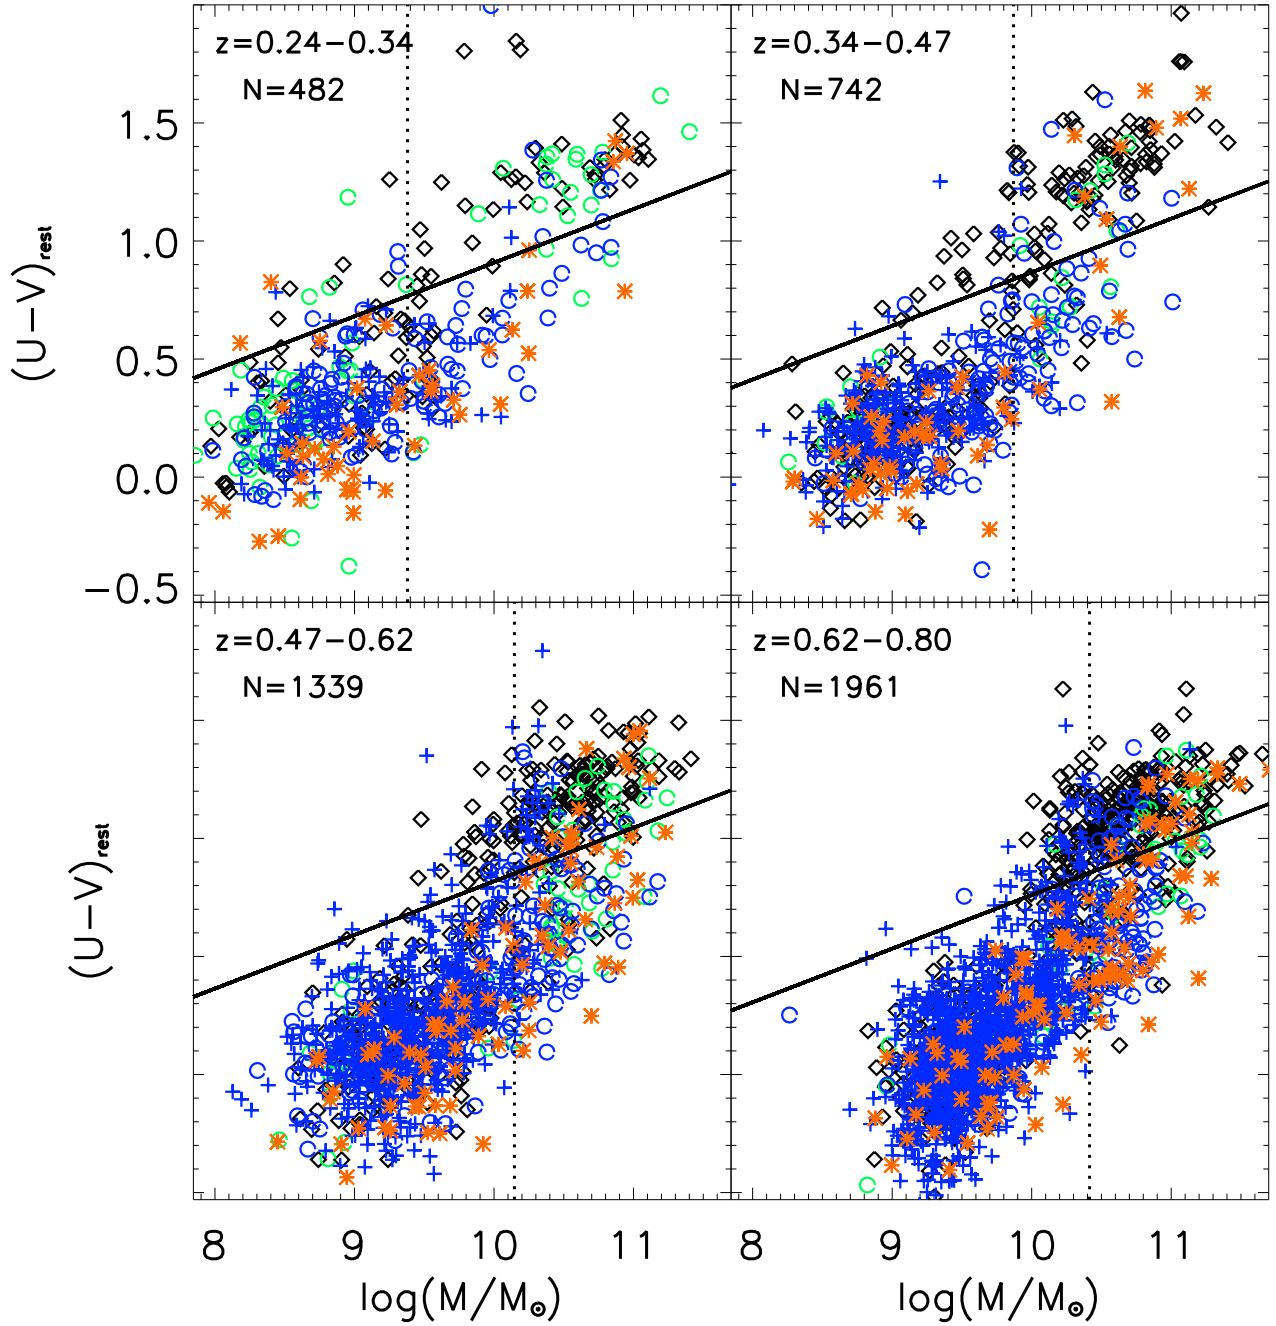 z=0.24−0.34
N=482
z=0.34−0.47
N=742
1.5
1.0
0.5
0.0
−0.5
(U−V)rest
z=0.47−0.62
N=1339
z=0.62−0.80
N=1961
(U−V)rest
8 9 10 11
8 9 10 11
log(M/M⊙)
log(M/M⊙)